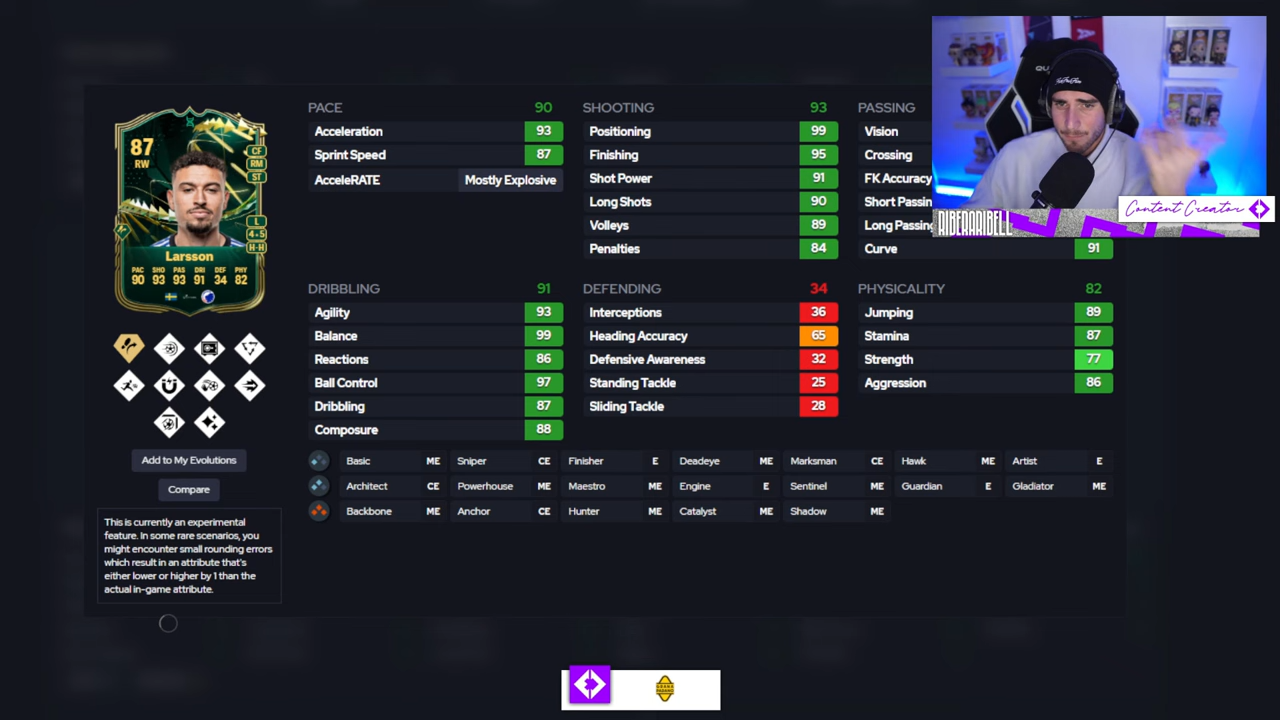 87
RW
CF
RM
ST
L
4★5
H-H
Larsson
PAC SHO PAS DRI DEF PHY
90 93 93 91 34 82
Add to My Evolutions
Compare
This is currently an experimental
feature. In some rare scenarios, you
might encounter small rounding errors
which result in an attribute that's
either lower or higher by 1 than the
actual in-game attribute.
PACE 90
Acceleration 93
Sprint Speed 87
AcceleRATE Mostly Explosive
SHOOTING 93
Positioning 99
Finishing 95
Shot Power 91
Long Shots 90
Volleys 89
Penalties 84
PASSING
Vision
Crossing
FK Accuracy
Short Passin
Long Passin
Curve 91
DRIBBLING 91
Agility 93
Balance 99
Reactions 86
Ball Control 97
Dribbling 87
Composure 88
DEFENDING 34
Interceptions 36
Heading Accuracy 65
Defensive Awareness 32
Standing Tackle 25
Sliding Tackle 28
PHYSICALITY 82
Jumping 89
Stamina 87
Strength 77
Aggression 86
Basic ME Sniper CE Finisher E Deadeye ME Marksman CE Hawk ME Artist E
Architect CE Powerhouse ME Maestro ME Engine E Sentinel ME Guardian E Gladiator ME
Backbone ME Anchor CE Hunter ME Catalyst ME Shadow ME
Content Creator